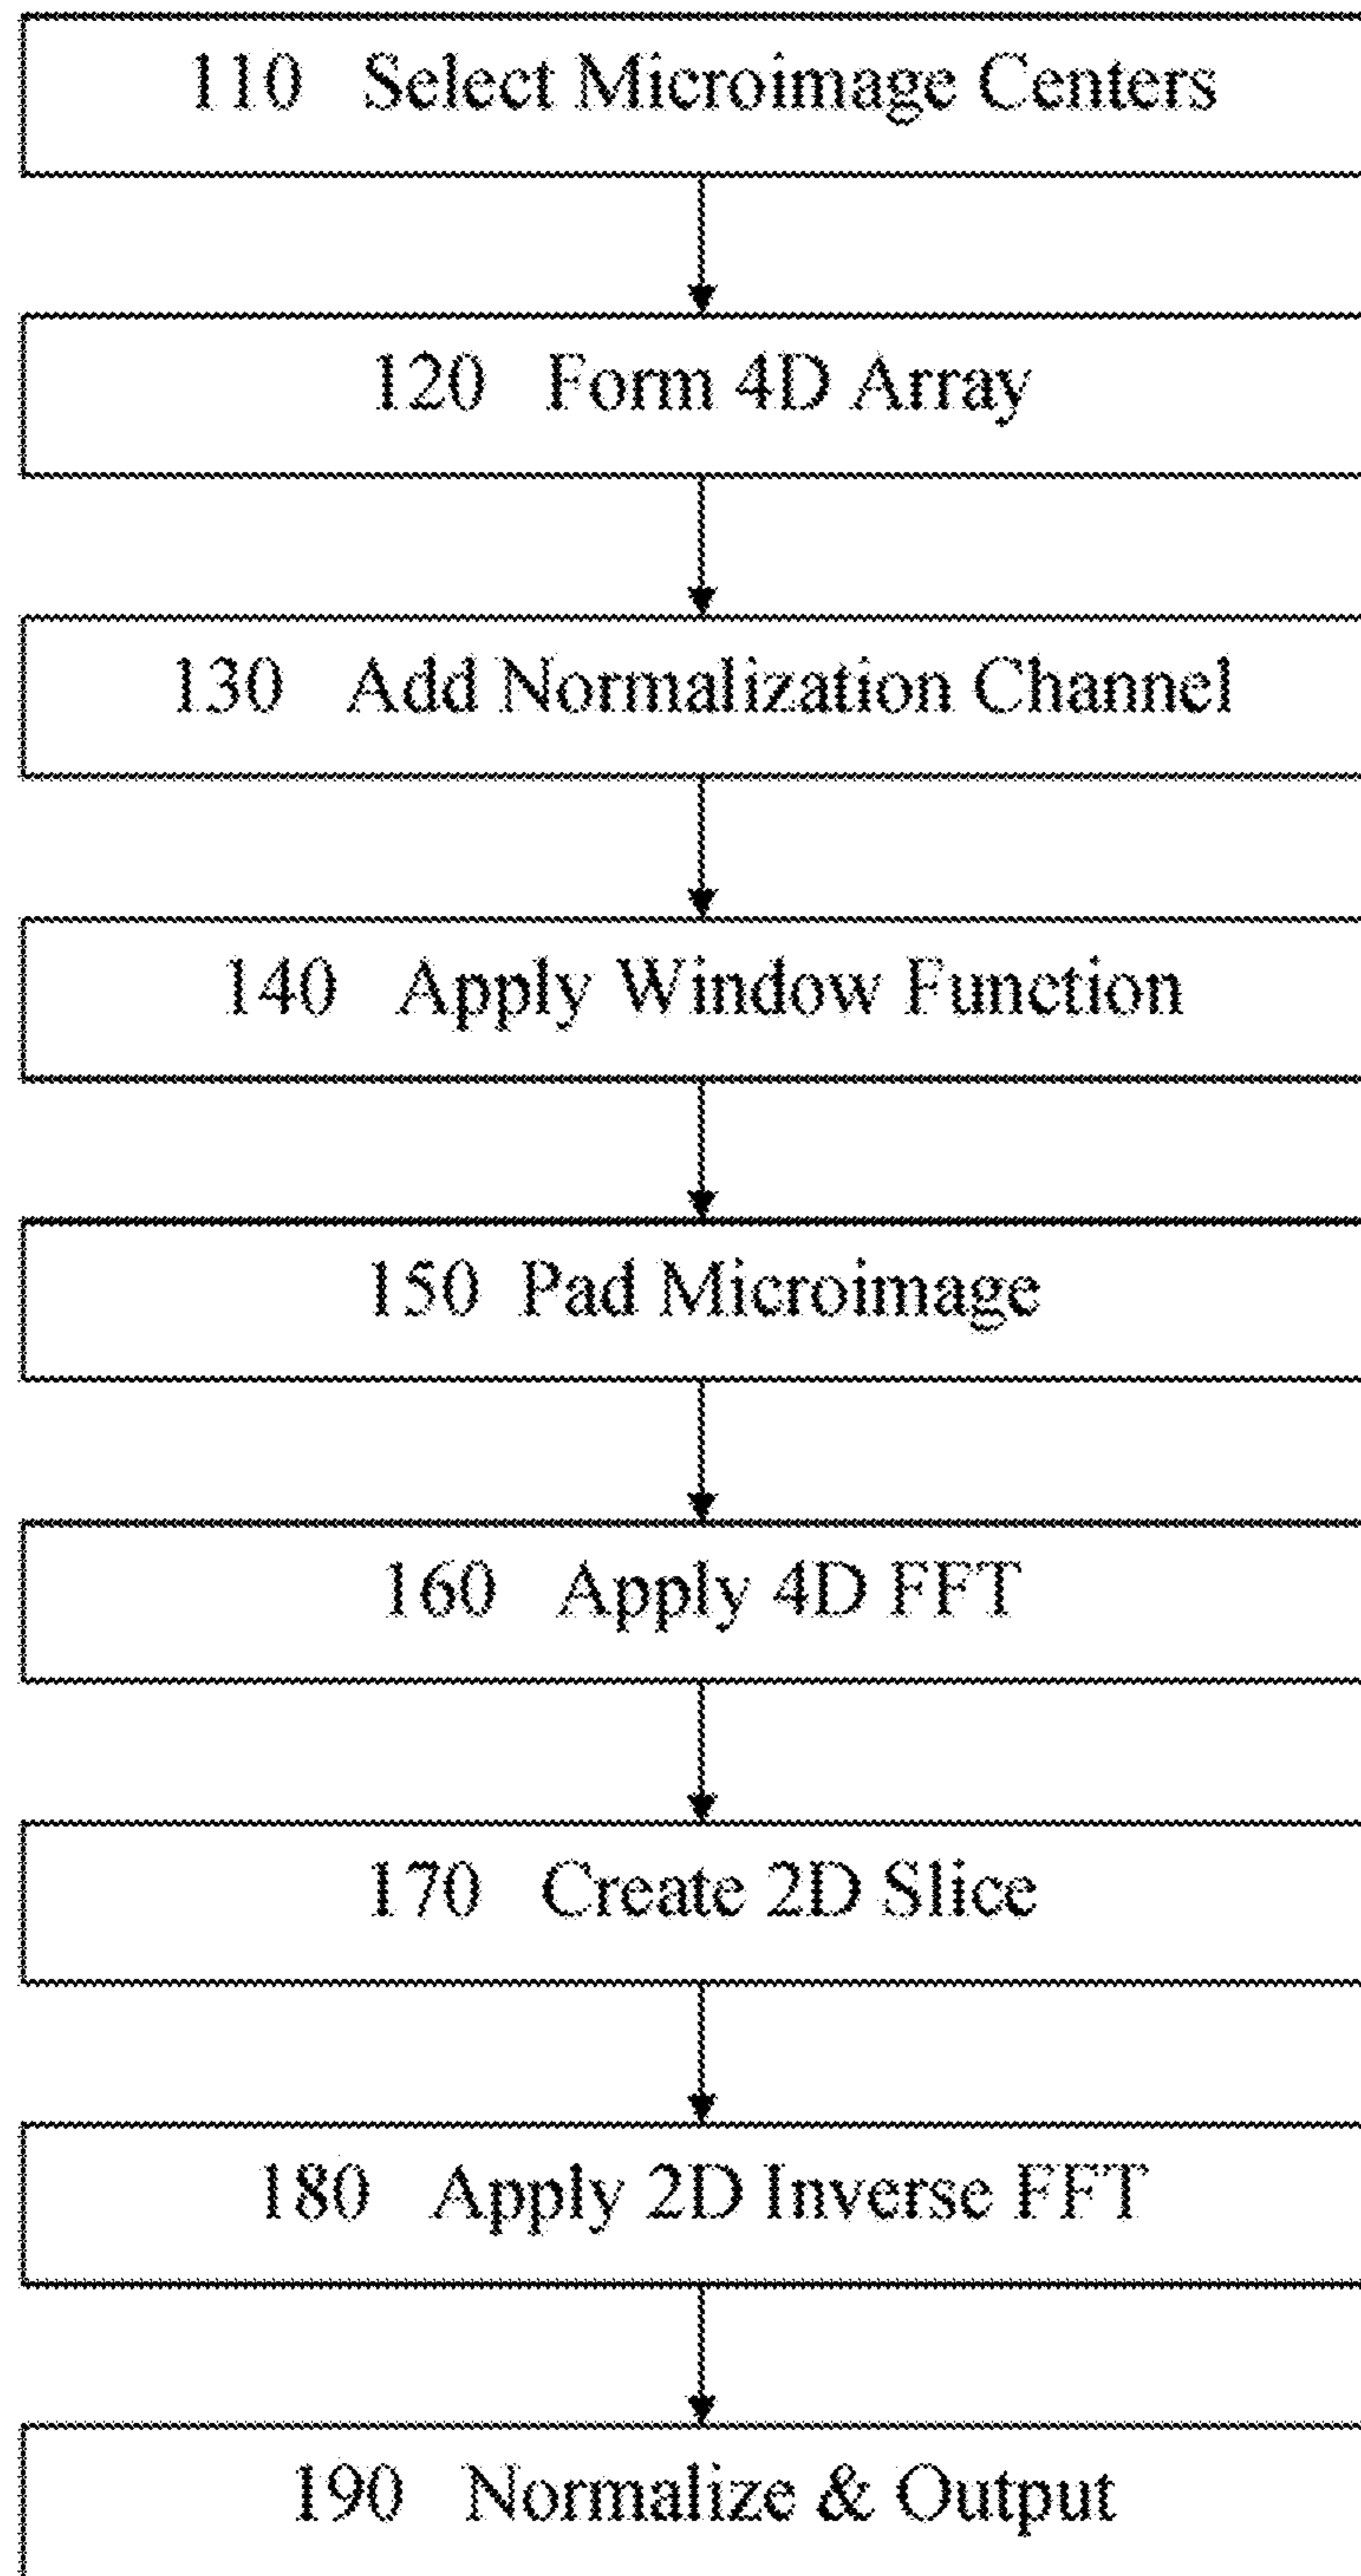 110 Select Microimage Centers
120 Form 4D Array
130 Add Normalization Channel
140 Apply Window Function
150 Pad Microimage
160 Apply 4D FFT
170 Create 2D Slice
180 Apply 2D Inverse FFT
190 Normalize & Output